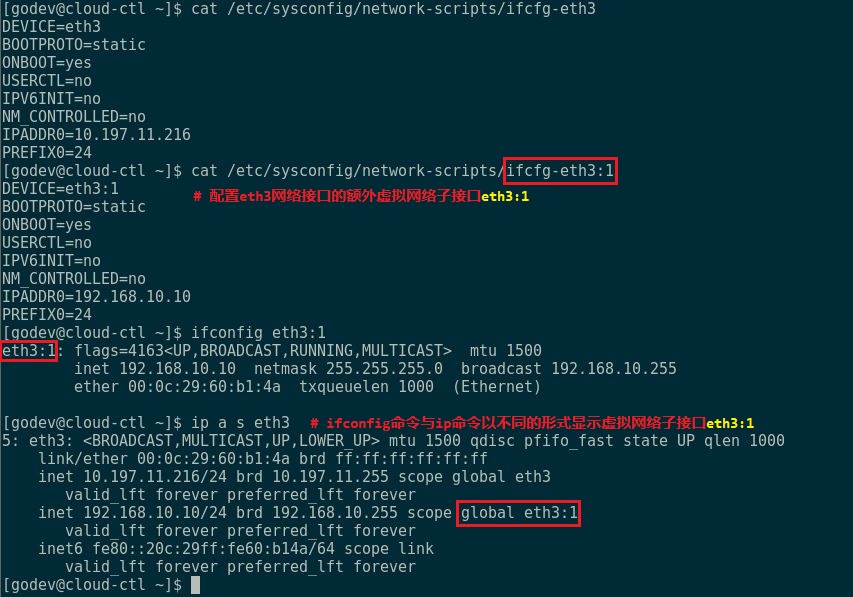 [godev@cloud-ctl ~]$ cat /etc/sysconfig/network-scripts/ifcfg-eth3
DEVICE=eth3
BOOTPROTO=static
ONBOOT=yes
USERCTL=no
IPV6INIT=no
NM_CONTROLLED=no
IPADDR0=10.197.11.216
PREFIX0=24
[godev@cloud-ctl ~]$ cat /etc/sysconfig/network-scripts/ifcfg-eth3:1
DEVICE=eth3:1
# 配置eth3网络接口的额外虚拟网络子接口eth3:1
BOOTPROTO=static
ONBOOT=yes
USERCTL=no
IPV6INIT=no
NM_CONTROLLED=no
IPADDR0=192.168.10.10
PREFIX0=24
[godev@cloud-ctl ~]$ ifconfig eth3:1
eth3:1: flags=4163<UP,BROADCAST,RUNNING,MULTICAST>  mtu 1500
        inet 192.168.10.10  netmask 255.255.255.0  broadcast 192.168.10.255
        ether 00:0c:29:60:b1:4a  txqueuelen 1000  (Ethernet)
[godev@cloud-ctl ~]$ ip a s eth3  # ifconfig命令与ip命令以不同的形式显示虚拟网络子接口eth3:1
5: eth3: <BROADCAST,MULTICAST,UP,LOWER_UP> mtu 1500 qdisc pfifo_fast state UP qlen 1000
    link/ether 00:0c:29:60:b1:4a brd ff:ff:ff:ff:ff:ff
    inet 10.197.11.216/24 brd 10.197.11.255 scope global eth3
       valid_lft forever preferred_lft forever
    inet 192.168.10.10/24 brd 192.168.10.255 scope global eth3:1
       valid_lft forever preferred_lft forever
    inet6 fe80::20c:29ff:fe60:b14a/64 scope link
       valid_lft forever preferred_lft forever
[godev@cloud-ctl ~]$